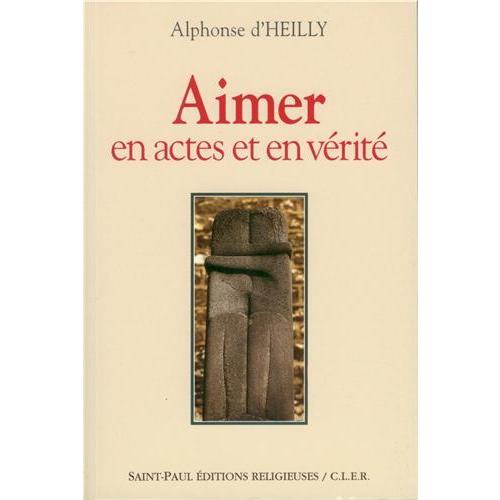 Alphonse d'HEILLY
Aimer
en actes et en vérité
SAINT-PAUL ÉDITIONS RELIGIEUSES / C.L.E.R.